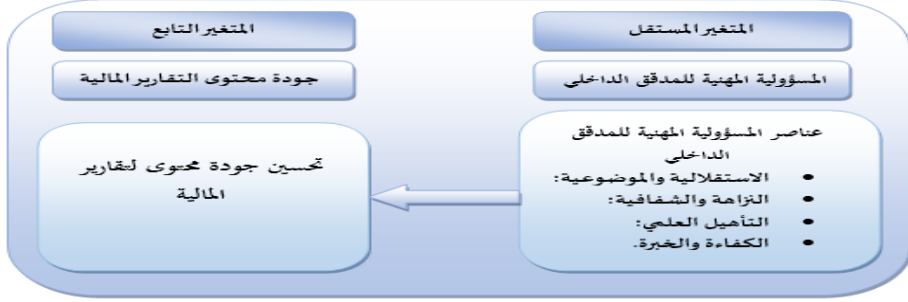 المتغير المستقل
المتغير التابع
المسؤولية المهنية للمدقق الداخلي
جودة محتوى التقارير المالية
عناصر المسؤولية المهنية للمدقق
الداخلي
• الاستقلالية والموضوعية:
• النزاهة والشفافية:
• التأهيل العلمي:
• الكفاءة والخبرة.
تحسين جودة محتوى لتقارير
المالية